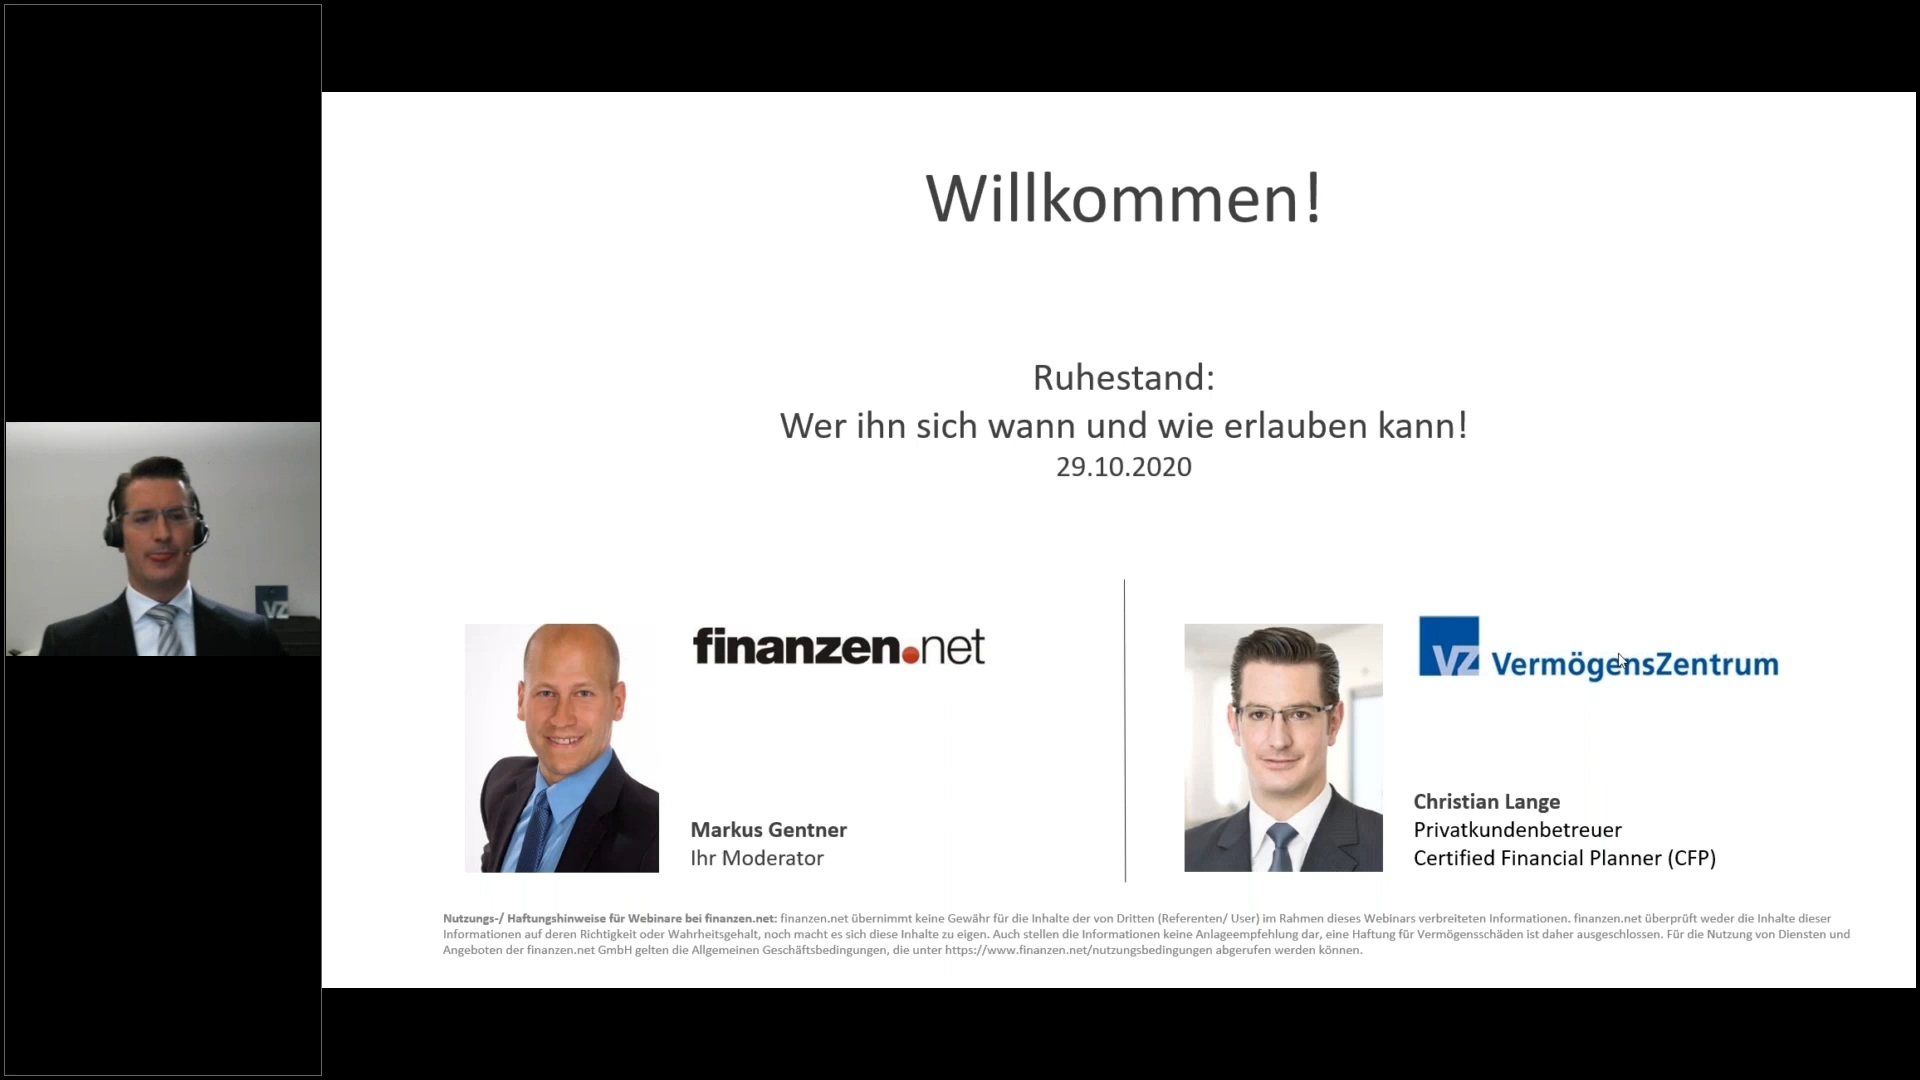 Willkommen!
Ruhestand:
Wer ihn sich wann und wie erlauben kann!
29.10.2020
VZ
finanzen.net
Markus Gentner
Ihr Moderator
VZ VermögensZentrum
Christian Lange
Privatkundenbetreuer
Certified Financial Planner (CFP)
Nutzungs-/ Haftungshinweise für Webinare bei finanzen.net: finanzen.net übernimmt keine Gewähr für die Inhalte der von Dritten (Referenten/ User) im Rahmen dieses Webinars verbreiteten Informationen. finanzen.net überprüft weder die Inhalte dieser
Informationen auf deren Richtigkeit oder Wahrheitsgehalt, noch macht es sich diese Inhalte zu eigen. Auch stellen die Informationen keine Anlageempfehlung dar, eine Haftung für Vermögensschäden ist daher ausgeschlossen. Für die Nutzung von Diensten und
Angeboten der finanzen.net GmbH gelten die Allgemeinen Geschäftsbedingungen, die unter https://www.finanzen.net/nutzungsbedingungen abgerufen werden können.